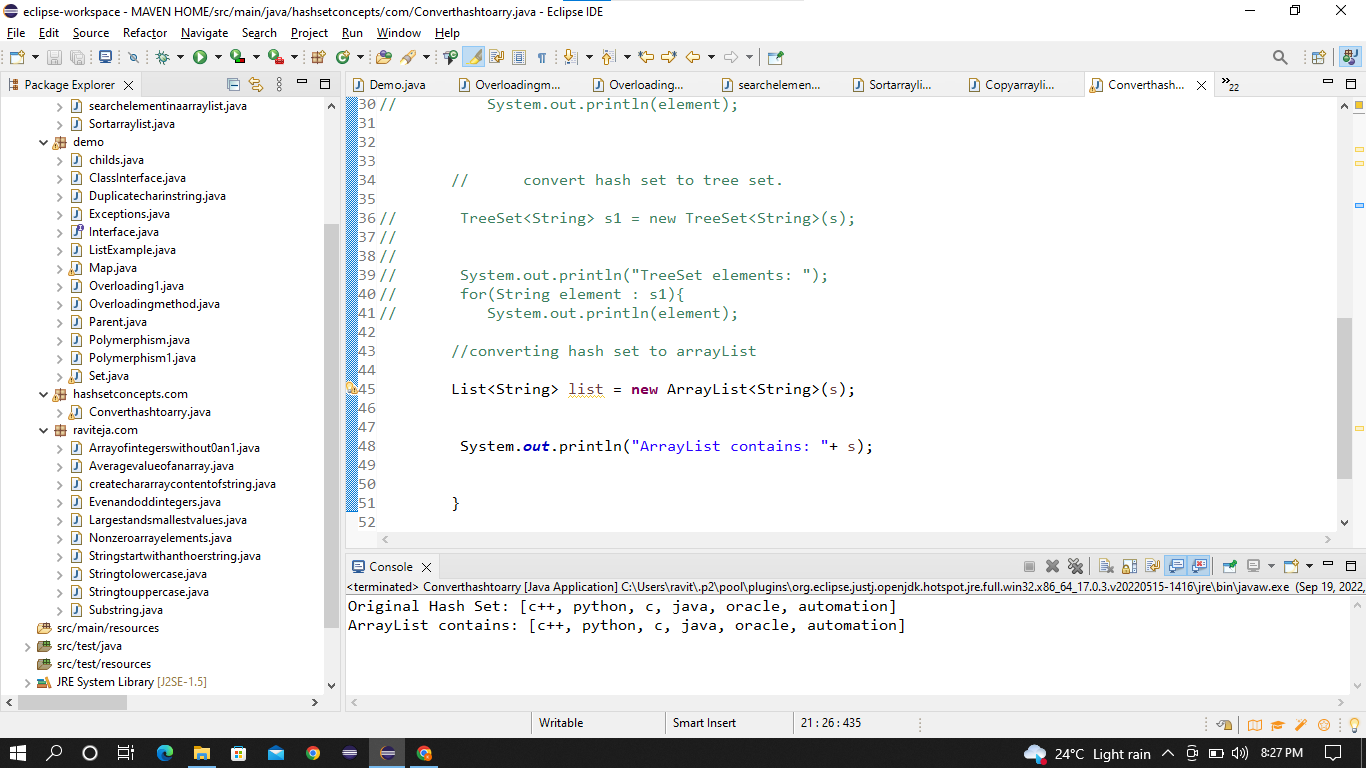 eclipse-workspace - MAVEN HOME/src/main/java/hashsetconcepts/com/Converthashtoarry.java - Eclipse IDE
File Edit Source Refactor Navigate Search Project Run Window Help
Package Explorer
searchelementinaarraylist.java
Sortarraylist.java
demo
childs.java
ClassInterface.java
Duplicatecharinstring.java
Exceptions.java
Interface.java
ListExample.java
Map.java
Overloading1.java
Overloadingmethod.java
Parent.java
Polymerphism.java
Polymerphism1.java
Set.java
hashsetconcepts.com
Converthashtoarry.java
raviteja.com
Arrayofintegerswithout0an1.java
Averagevalueofanarray.java
createchararraycontentofstring.java
Evenandoddintegers.java
Largestandsmallestvalues.java
Nonzeroarrayelements.java
Stringstartwithanthoerstring.java
Stringtolowercase.java
Stringtouppercase.java
Substring.java
src/main/resources
src/test/java
src/test/resources
JRE System Library [J2SE-1.5]
Demo.java Overloadingm... Overloading... searchelemen... Sortarrayli... Copyarrayli... Converthash... »22
30 // System.out.println(element);
31
32
33
34 // convert hash set to tree set.
35
36 // TreeSet<String> s1 = new TreeSet<String>(s);
37 //
38 //
39 // System.out.println("TreeSet elements: ");
40 // for(String element : s1){
41 // System.out.println(element);
42
43 //converting hash set to arrayList
44
45 List<String> list = new ArrayList<String>(s);
46
47
48 System.out.println("ArrayList contains: "+ s);
49
50
51 }
52
Console
<terminated> Converthashtoarry [Java Application] C:\Users\ravit\.p2\pool\plugins\org.eclipse.justj.openjdk.hotspot.jre.full.win32.x86_64_17.0.3.v20220515-1416\jre\bin\javaw.exe (Sep 19, 2022,
Original Hash Set: [c++, python, c, java, oracle, automation]
ArrayList contains: [c++, python, c, java, oracle, automation]
Writable Smart Insert 21 : 26 : 435
24°C Light rain 8:27 PM